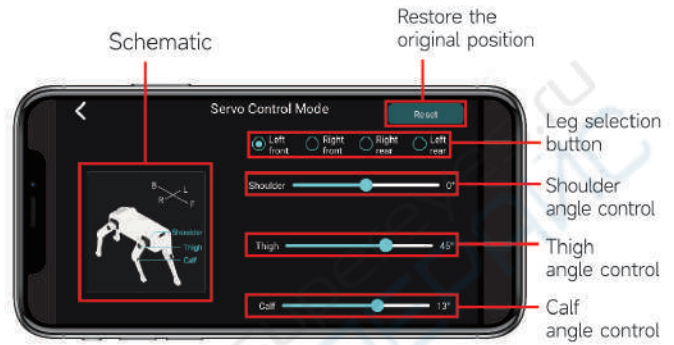 Restore the
original position
Schematic
Servo Control Mode
Reset
Left
front
Right
front
Right
rear
Left
rear
Leg selection
button
B
L
R
F
Shoulder
Thigh
Calf
Shoulder
0°
Shoulder
angle control
Thigh
45°
Thigh
angle control
Calf
13°
Calf
angle control